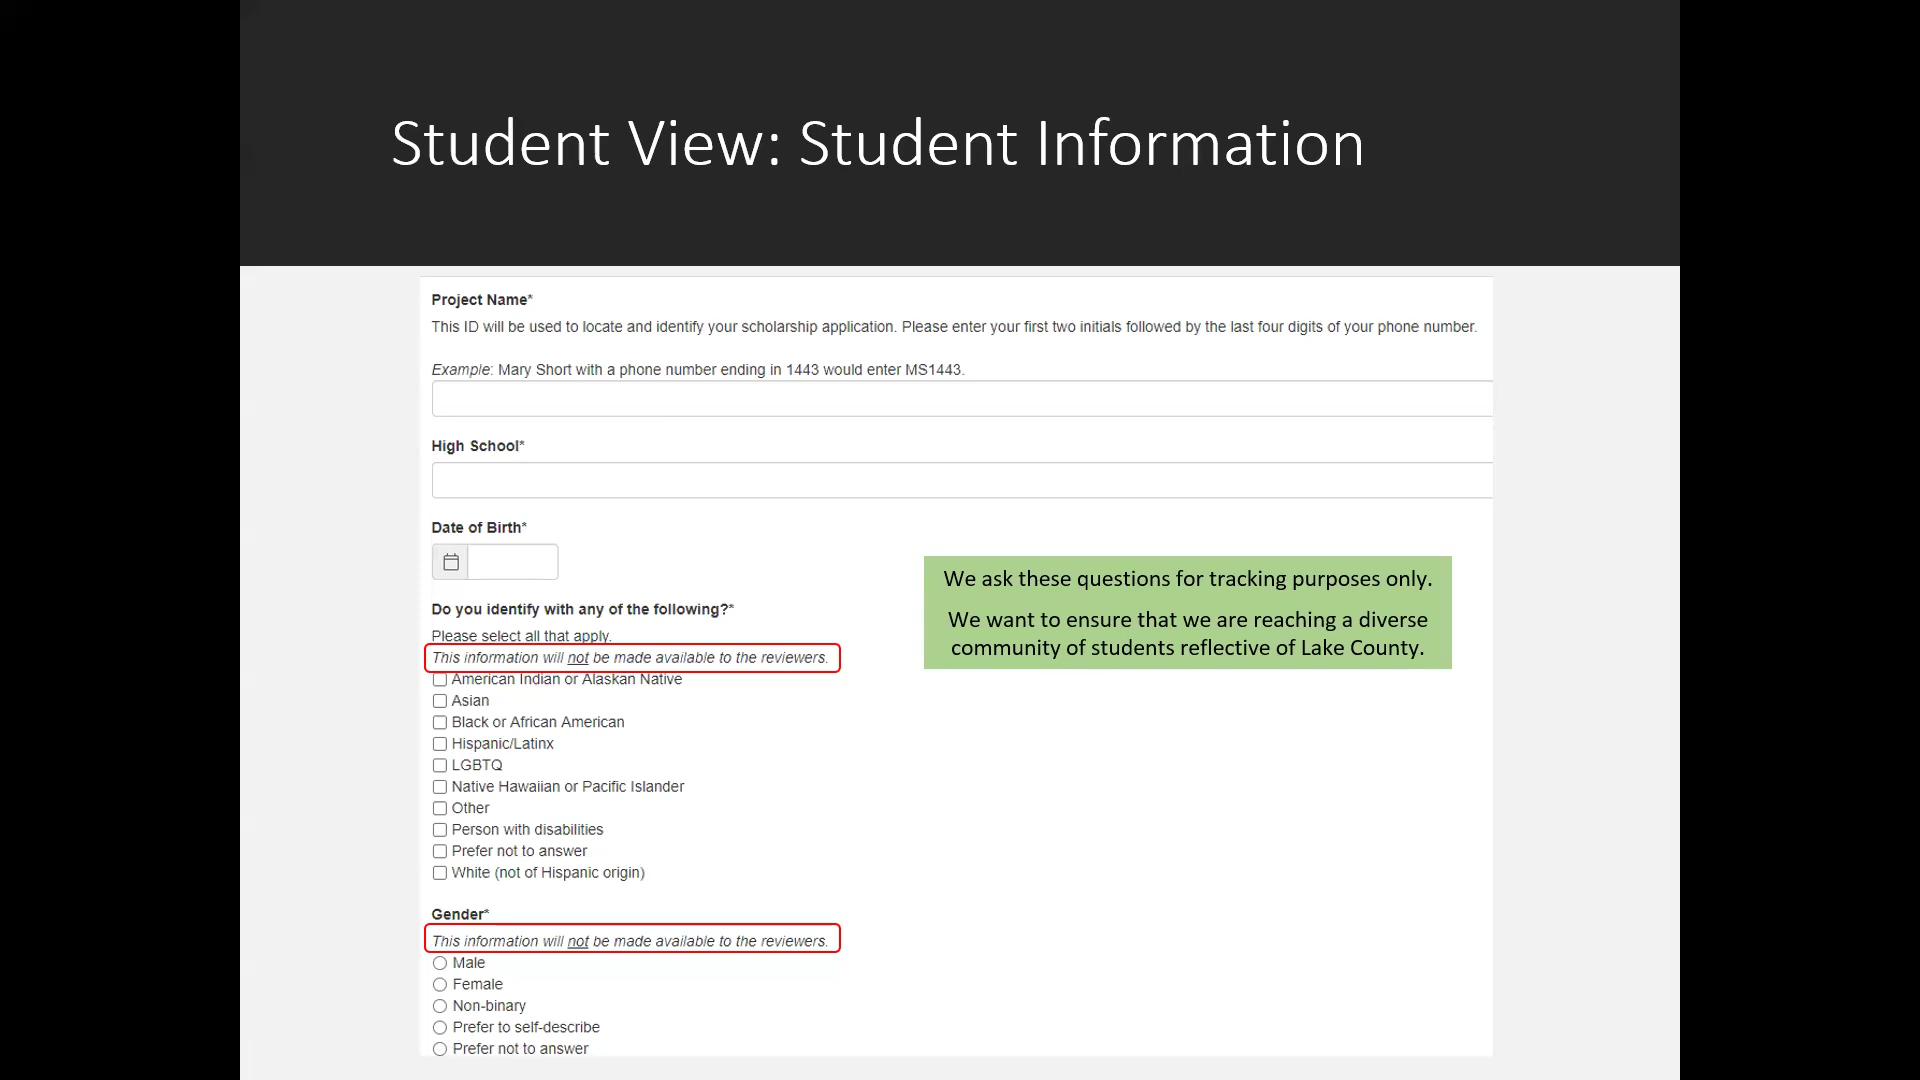 Student View: Student Information
Project Name*
This ID will be used to locate and identify your scholarship application. Please enter your first two initials followed by the last four digits of your phone number.
Example: Mary Short with a phone number ending in 1443 would enter MS1443.
High School*
Date of Birth*
Do you identify with any of the following?*
Please select all that apply.
This information will not be made available to the reviewers.
American Indian or Alaskan Native
Asian
Black or African American
Hispanic/Latinx
LGBTQ
Native Hawaiian or Pacific Islander
Other
Person with disabilities
Prefer not to answer
White (not of Hispanic origin)
We ask these questions for tracking purposes only.
We want to ensure that we are reaching a diverse
community of students reflective of Lake County.
Gender*
This information will not be made available to the reviewers.
Male
Female
Non-binary
Prefer to self-describe
Prefer not to answer